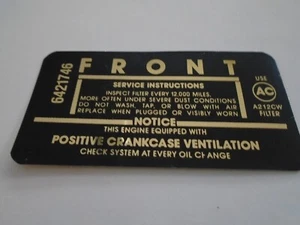 6421746
FRONT
SERVICE INSTRUCTIONS
INSPECT FILTER EVERY 12,000 MILES,
MORE OFTEN UNDER SEVERE DUST CONDITIONS
DO NOT WASH, TAP, OR BLOW WITH AIR
REPLACE WHEN PLUGGED OR VISIBLY WORN
USE
AC
A212CW
FILTER
NOTICE
THIS ENGINE EQUIPPED WITH
POSITIVE CRANKCASE VENTILATION
CHECK SYSTEM AT EVERY OIL CHANGE